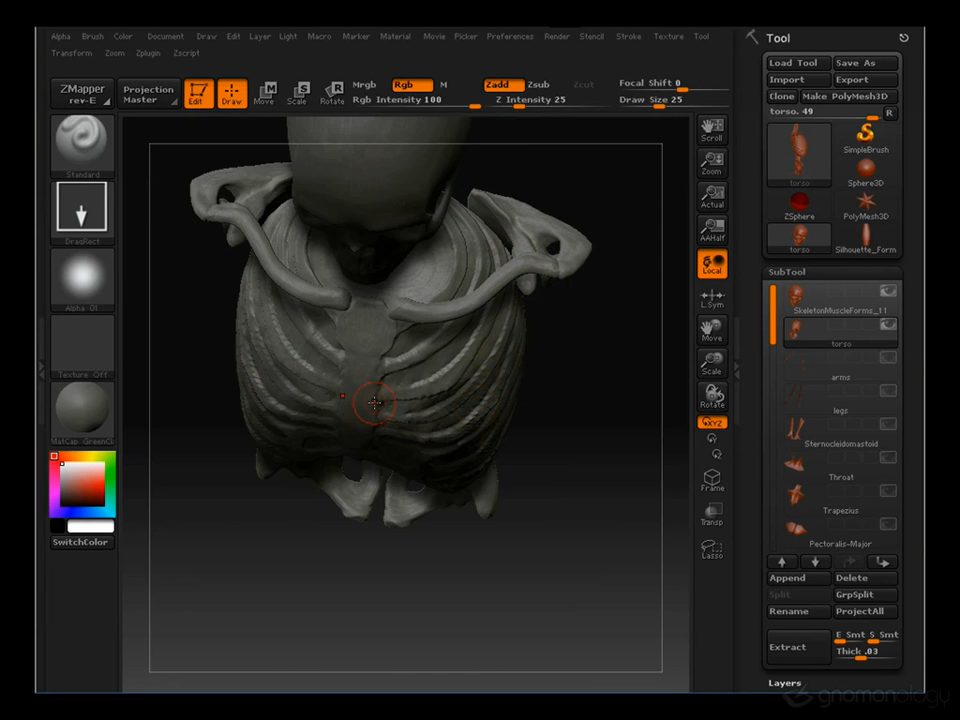 Alpha Brush Color Document Draw Edit Layer Light Macro Marker Material Movie Picker Preferences Render Stencil Stroke Texture Tool
Transform Zoom Zplugin Zscript
ZMapper
rev-E
Projection
Master
Edit
Draw
Move
Scale
Rotate
Mrgb Rgb M
Rgb Intensity 100
Zadd Zsub Zcut
Z Intensity 25
Focal Shift 0
Draw Size 25
Standard
DragRect
Alpha 01
Texture Off
MatCap GreenCl
SwitchColor
Scroll
Zoom
Actual
AAHalf
Local
L.Sym
Move
Scale
Rotate
XYZ
Frame
Transp
Lasso
Tool
Load Tool Save As
Import Export
Clone Make PolyMesh3D
torso. 49 R
torso
SimpleBrush
Sphere3D
ZSphere
PolyMesh3D
torso
Silhouette_Form
SubTool
SkeletonMuscleForms_11
torso
arms
legs
Sternocleidomastoid
Throat
Trapezius
Pectoralis-Major
Append Delete
Split GrpSplit
Rename ProjectAll
Extract
E Smt S Smt
Thick .03
Layers
gnomonology